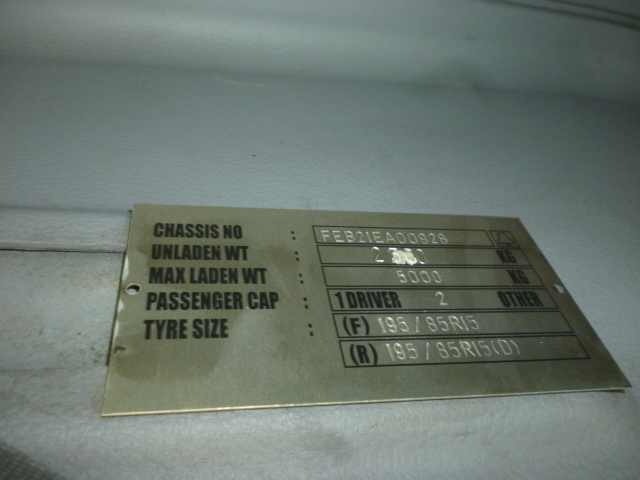 CHASSIS NO : FEB21EA00928
UNLADEN WT : KG
MAX LADEN WT : 5000 KG
PASSENGER CAP : 1 DRIVER 2 OTHER
TYRE SIZE : (F) 195 / 85R15
(R) 195 / 85R15(D)